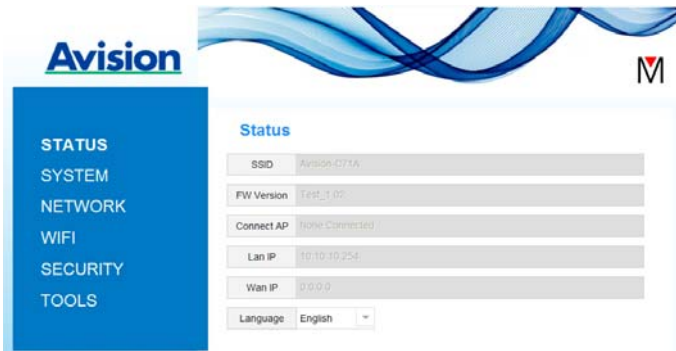 Avision
M
STATUS
SYSTEM
NETWORK
WIFI
SECURITY
TOOLS
Status
SSID Avision-C71A
FW Version Test_1.02
Connect AP None Connected
Lan IP 10.10.10.254
Wan IP 0.0.0.0
Language English